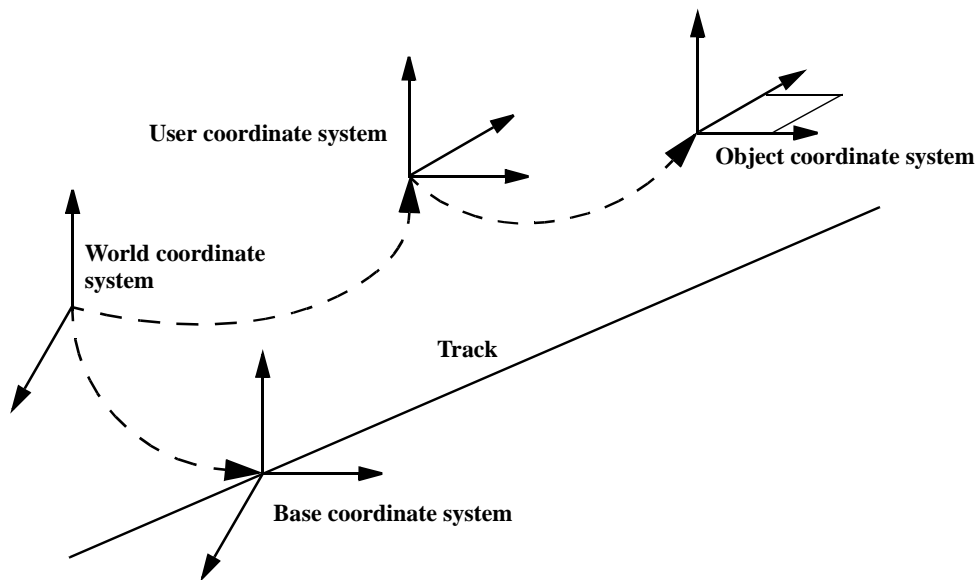 User coordinate system
Object coordinate system
World coordinate
system
Track
Base coordinate system